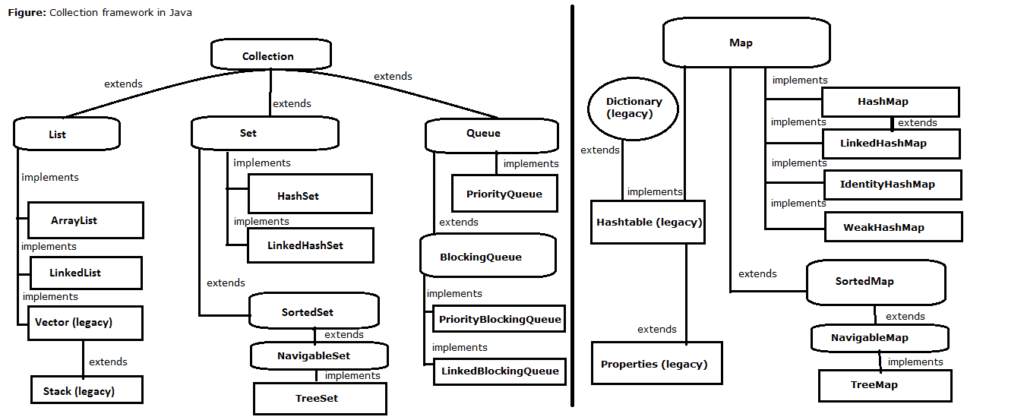 Figure: Collection framework in Java
Collection
extends
extends
extends
List
Set
Queue
implements
ArrayList
implements
LinkedList
implements
Vector (legacy)
extends
Stack (legacy)
implements
HashSet
implements
LinkedHashSet
extends
SortedSet
extends
NavigableSet
implements
TreeSet
implements
PriorityQueue
extends
BlockingQueue
implements
PriorityBlockingQueue
implements
LinkedBlockingQueue
Map
Dictionary
(legacy)
extends
implements
Hashtable (legacy)
extends
Properties (legacy)
implements
HashMap
extends
implements
LinkedHashMap
implements
IdentityHashMap
implements
WeakHashMap
extends
SortedMap
extends
NavigableMap
implements
TreeMap